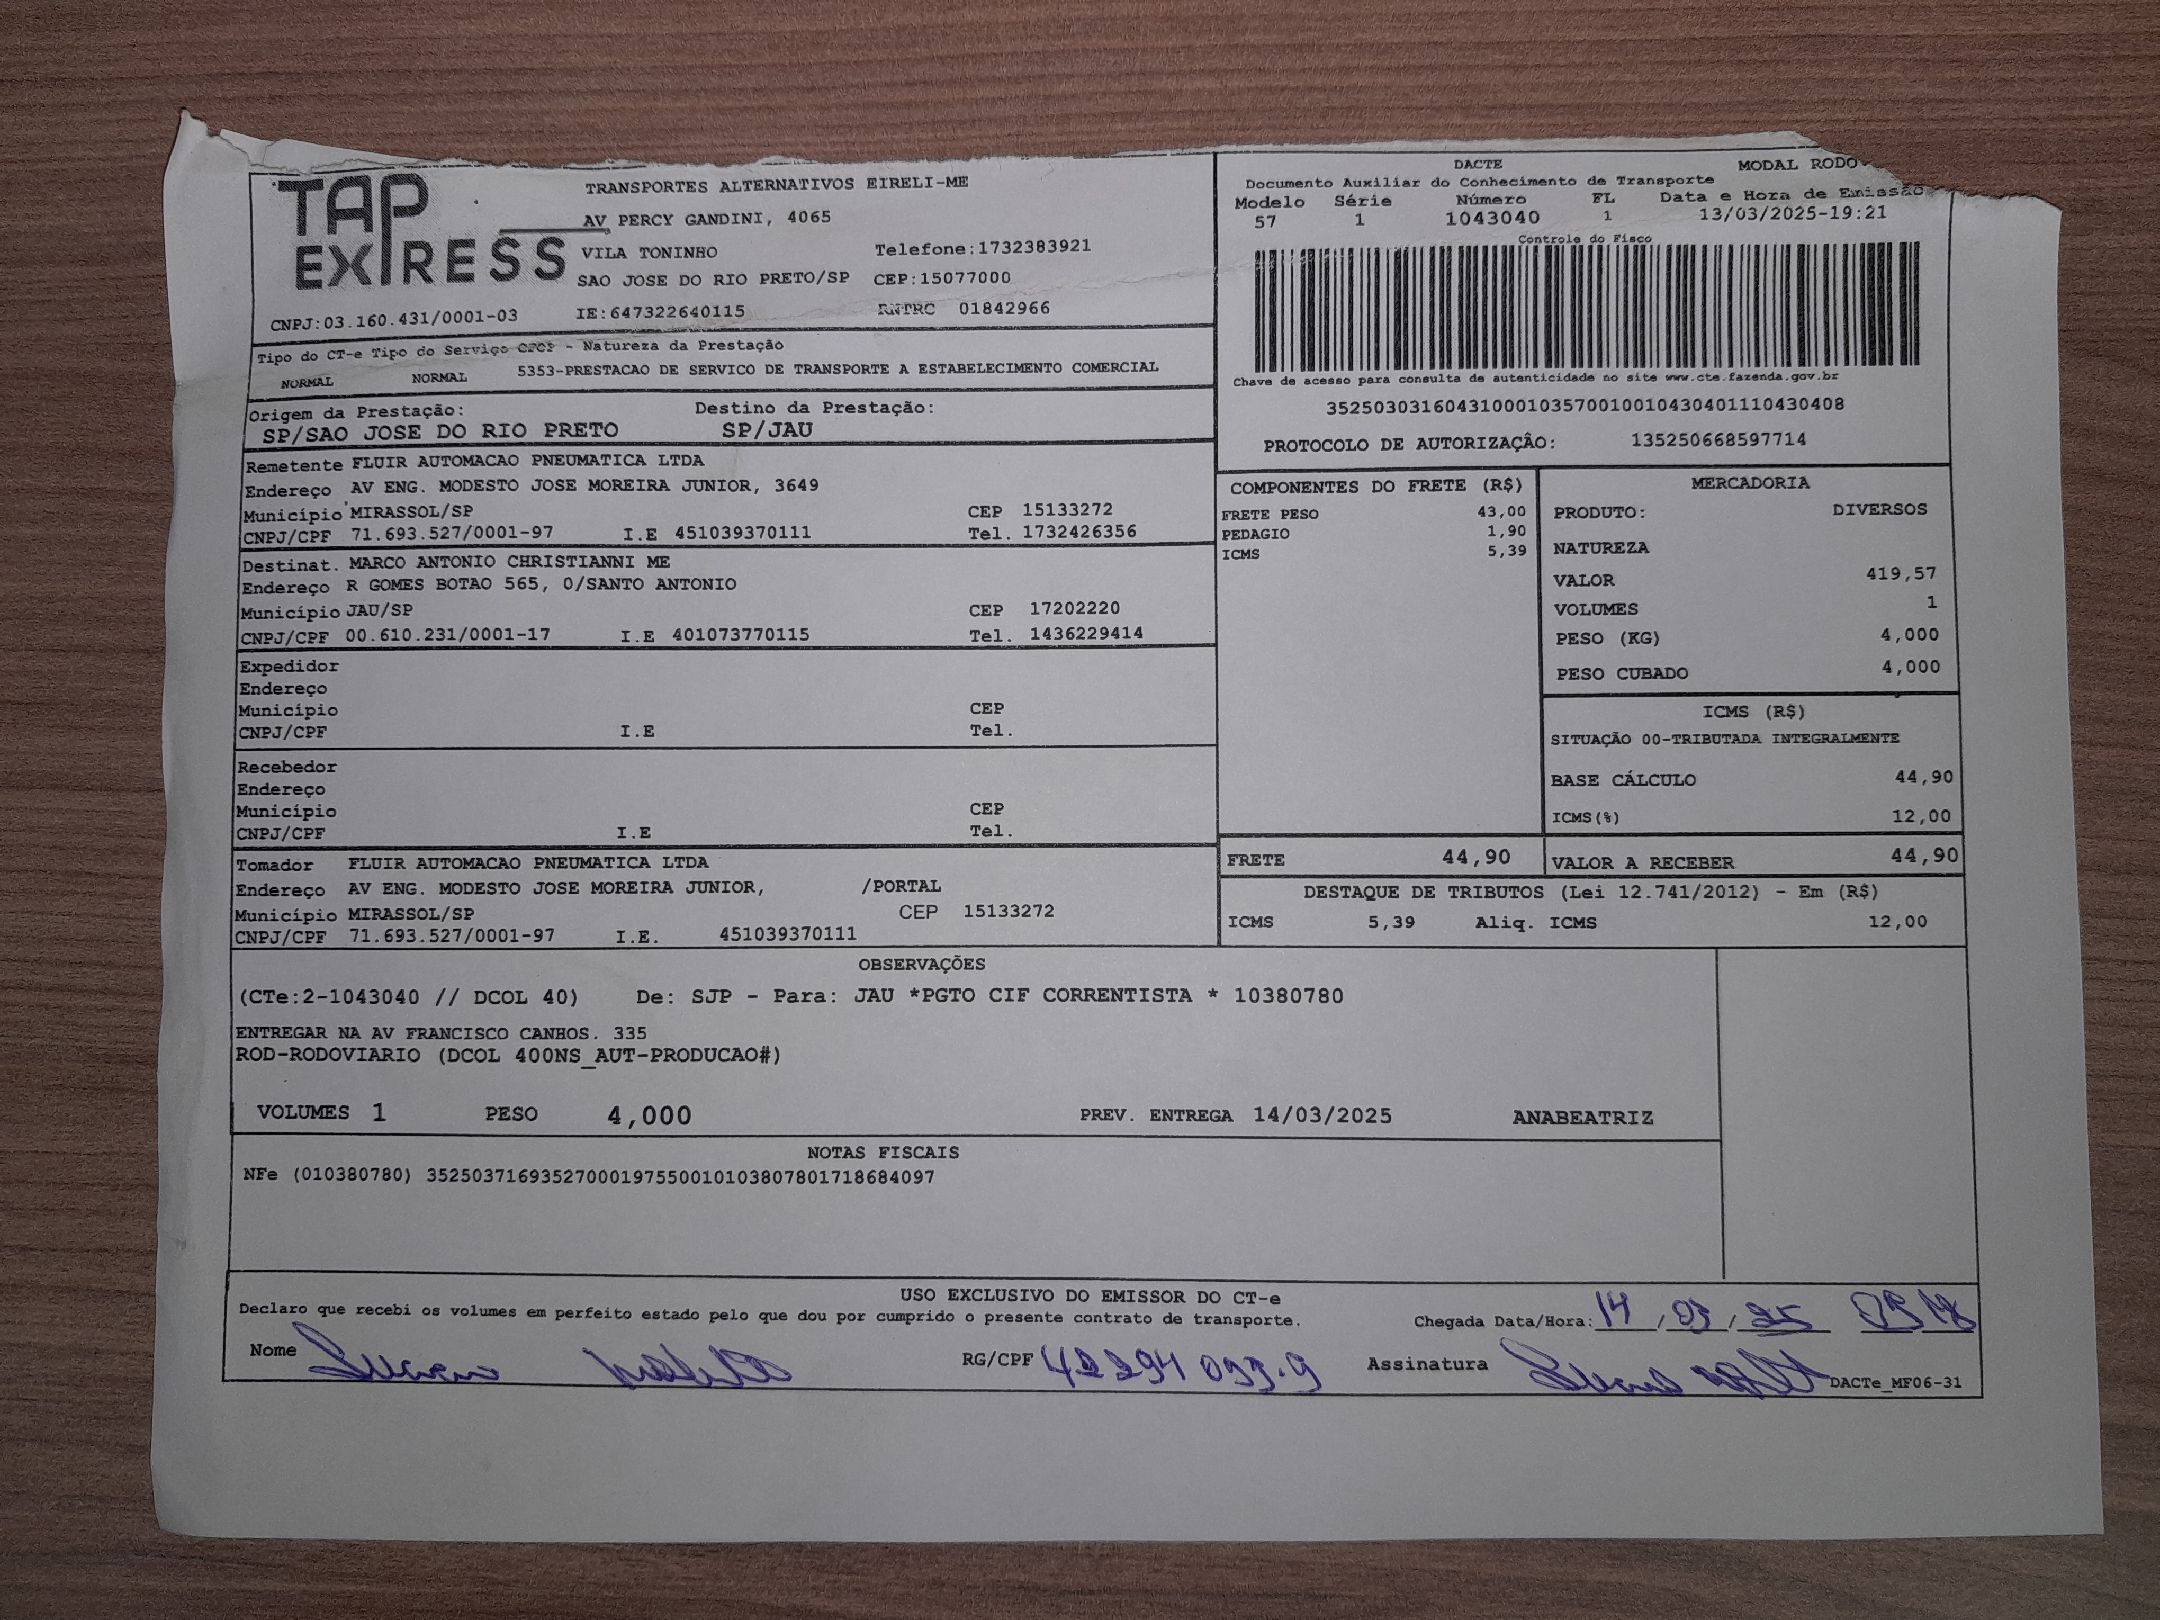 TAP EXPRESS
TRANSPORTES ALTERNATIVOS EIRELI-ME
AV PERCY GANDINI, 4065
VILA TONINHO Telefone:1732383921
SAO JOSE DO RIO PRETO/SP CEP:15077000
CNPJ:03.160.431/0001-03 IE:647322640115 RNTRC 01842966
DACTE MODAL
Documento Auxiliar do Conhecimento de Transporte
Modelo Série Número FL Data e Hora de Emissão
57 1 1043040 1 13/03/2025-19:21
Controle do Fisco
Chave de acesso para consulta de autenticidade no site www.cte.fazenda.gov.br
35250303160431000103570010010430401110430408
PROTOCOLO DE AUTORIZAÇÃO: 135250668597714
Tipo do CT-e Tipo do Serviço CFOP - Natureza da Prestação
NORMAL NORMAL 5353-PRESTACAO DE SERVICO DE TRANSPORTE A ESTABELECIMENTO COMERCIAL
Origem da Prestação: Destino da Prestação:
SP/SAO JOSE DO RIO PRETO SP/JAU
Remetente FLUIR AUTOMACAO PNEUMATICA LTDA
Endereço AV ENG. MODESTO JOSE MOREIRA JUNIOR, 3649
Município MIRASSOL/SP CEP 15133272
CNPJ/CPF 71.693.527/0001-97 I.E 451039370111 Tel. 1732426356
Destinat. MARCO ANTONIO CHRISTIANNI ME
Endereço R GOMES BOTAO 565, 0/SANTO ANTONIO
Município JAU/SP CEP 17202220
CNPJ/CPF 00.610.231/0001-17 I.E 401073770115 Tel. 1436229414
Expedidor
Endereço
Município CEP
CNPJ/CPF I.E Tel.
Recebedor
Endereço
Município CEP
CNPJ/CPF I.E Tel.
Tomador FLUIR AUTOMACAO PNEUMATICA LTDA
Endereço AV ENG. MODESTO JOSE MOREIRA JUNIOR, /PORTAL
Município MIRASSOL/SP CEP 15133272
CNPJ/CPF 71.693.527/0001-97 I.E. 451039370111
COMPONENTES DO FRETE (R$)
FRETE PESO 43,00
PEDAGIO 1,90
ICMS 5,39
MERCADORIA
PRODUTO: DIVERSOS
NATUREZA
VALOR 419,57
VOLUMES 1
PESO (KG) 4,000
PESO CUBADO 4,000
ICMS (R$)
SITUAÇÃO 00-TRIBUTADA INTEGRALMENTE
BASE CÁLCULO 44,90
ICMS(%) 12,00
FRETE 44,90 VALOR A RECEBER 44,90
DESTAQUE DE TRIBUTOS (Lei 12.741/2012) - Em (R$)
ICMS 5,39 Aliq. ICMS 12,00
OBSERVAÇÕES
(CTe:2-1043040 // DCOL 40) De: SJP - Para: JAU *PGTO CIF CORRENTISTA * 10380780
ENTREGAR NA AV FRANCISCO CANHOS. 335
ROD-RODOVIARIO (DCOL 400NS_AUT-PRODUCAO#)
VOLUMES 1 PESO 4,000 PREV. ENTREGA 14/03/2025 ANABEATRIZ
NOTAS FISCAIS
NFe (010380780) 35250371693527000197550010103807801718684097
USO EXCLUSIVO DO EMISSOR DO CT-e
Declaro que recebi os volumes em perfeito estado pelo que dou por cumprido o presente contrato de transporte. Chegada Data/Hora: 14/03/25
Nome RG/CPF Assinatura
DACTe_MF06-31